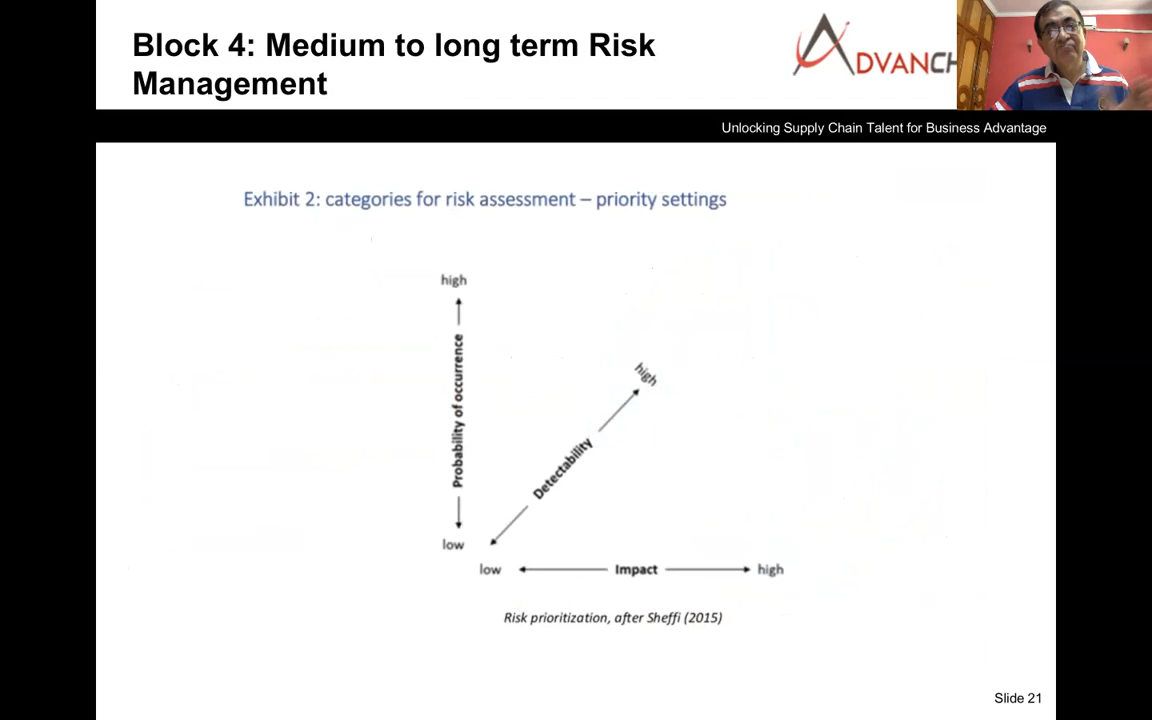 Block 4: Medium to long term Risk
Management
ADVANCH
Unlocking Supply Chain Talent for Business Advantage
Exhibit 2: categories for risk assessment – priority settings
high
Probability of occurrence
low
high
Detectability
low
Impact
high
Risk prioritization, after Sheffi (2015)
Slide 21